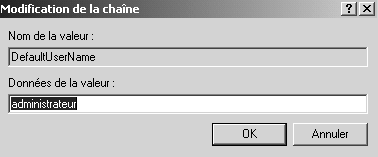 Modification de la chaîne
Nom de la valeur :
DefaultUserName
Données de la valeur :
administrateur
OK
Annuler